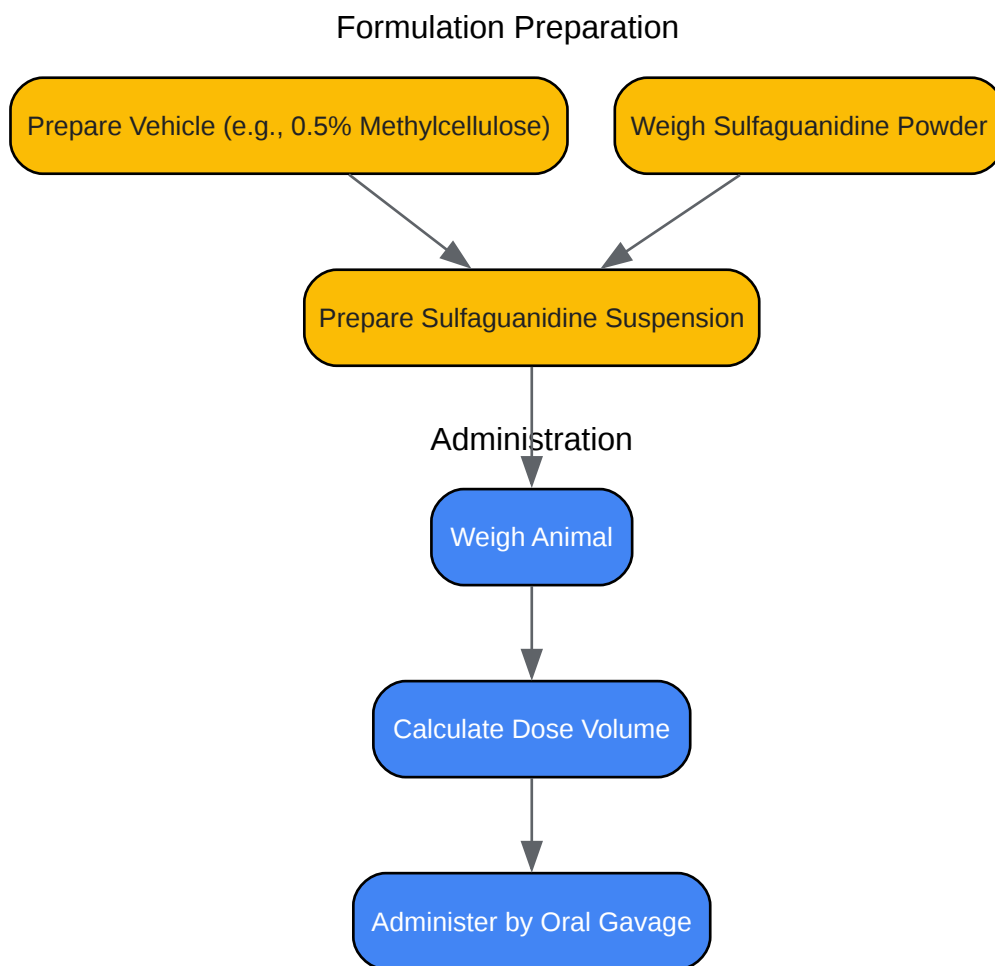 Formulation Preparation
Prepare Vehicle (e.g., 0.5% Methylcellulose)
Weigh Sulfaguanidine Powder
Prepare Sulfaguanidine Suspension
Administration
Weigh Animal
Calculate Dose Volume
Administer by Oral Gavage